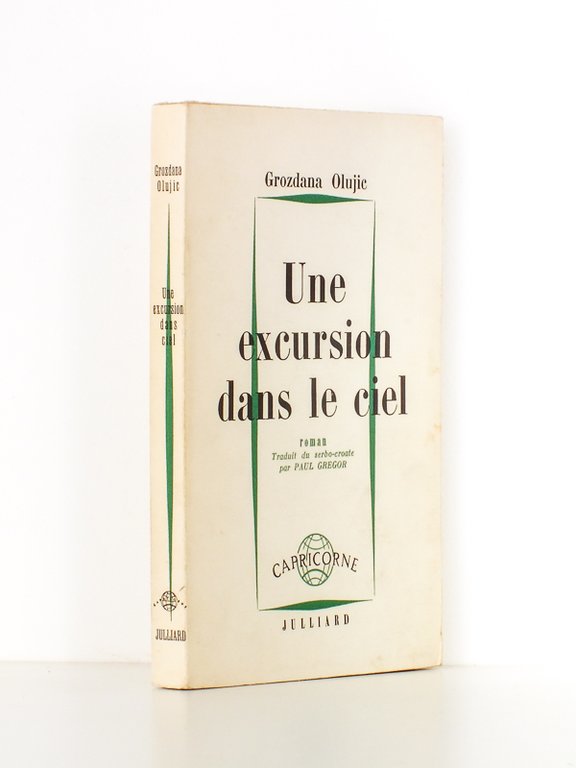 Grozdana
Olujic
Une
excursion
dans
ciel
JULLIARD
Grozdana Olujic
Une
excursion
dans le ciel
roman
Traduit du serbo-croate
par PAUL GREGOR
CAPRICORNE
JULLIARD